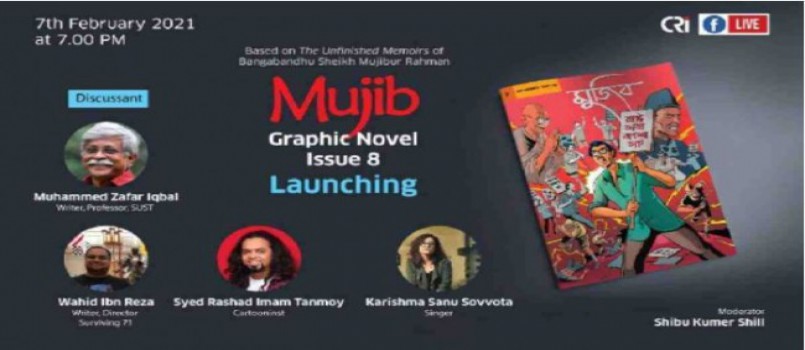 7th February 2021
at 7.00 PM
CRi
f LIVE
Based on The Unfinished Memoirs of
Bangabandhu Sheikh Mujibur Rahman
Mujib
Graphic Novel
Issue 8
Launching
Discussant
Muhammed Zafar Iqbal
Writer, Professor, SUST
Wahid Ibn Reza
Writer, Director
Surviving 71
Syed Rashad Imam Tanmoy
Cartooninst
Karishma Sanu Sovvota
Singer
মুজিব
Moderator
Shibu Kumer Shill